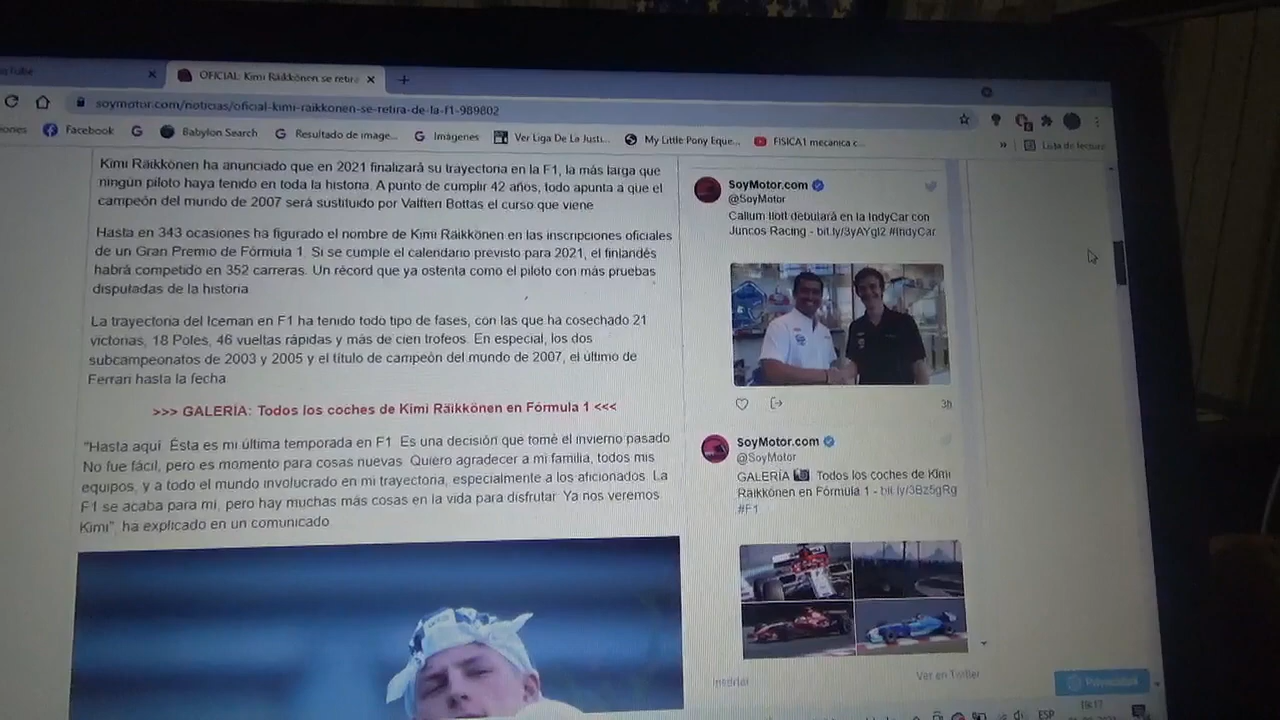 OFICIAL: Kimi Räikkönen se retira
soymotor.com/noticias/oficial-kimi-raikkonen-se-retira-de-la-f1-989802
Facebook
Babylon Search
Resultado de image...
Imágenes
Ver Liga De La Justi...
My Little Pony Eque...
FISICA1 mecanica c...
Lista de lectura
Kimi Räikkönen ha anunciado que en 2021 finalizará su trayectoria en la F1, la más larga que
ningún piloto haya tenido en toda la historia. A punto de cumplir 42 años, todo apunta a que el
campeón del mundo de 2007 será sustituido por Valtteri Bottas el curso que viene
Hasta en 343 ocasiones ha figurado el nombre de Kimi Räikkönen en las inscripciones oficiales
de un Gran Premio de Fórmula 1. Si se cumple el calendario previsto para 2021, el finlandés
habrá competido en 352 carreras. Un récord que ya ostenta como el piloto con más pruebas
disputadas de la historia
La trayectoria del Iceman en F1 ha tenido todo tipo de fases, con las que ha cosechado 21
victorias, 18 Poles, 46 vueltas rápidas y más de cien trofeos. En especial, los dos
subcampeonatos de 2003 y 2005 y el título de campeón del mundo de 2007, el último de
Ferrari hasta la fecha
>>> GALERÍA: Todos los coches de Kimi Räikkönen en Fórmula 1 <<<
"Hasta aquí. Ésta es mi última temporada en F1. Es una decisión que tomé el invierno pasado
No fue fácil, pero es momento para cosas nuevas. Quiero agradecer a mi familia, todos mis
equipos, y a todo el mundo involucrado en mi trayectoria, especialmente a los aficionados. La
F1 se acaba para mí, pero hay muchas más cosas en la vida para disfrutar. Ya nos veremos
Kimi", ha explicado en un comunicado
SoyMotor.com
@SoyMotor
Callum Ilott debutará en la IndyCar con
Juncos Racing - bit.ly/3yAYgI2 #IndyCar
3h
SoyMotor.com
@SoyMotor
GALERÍA Todos los coches de Kimi
Räikkönen en Fórmula 1 - bit.ly/3Bz5gRg
#F1
Insertar
Ver en Twitter
Privacidad
ESP
19:17